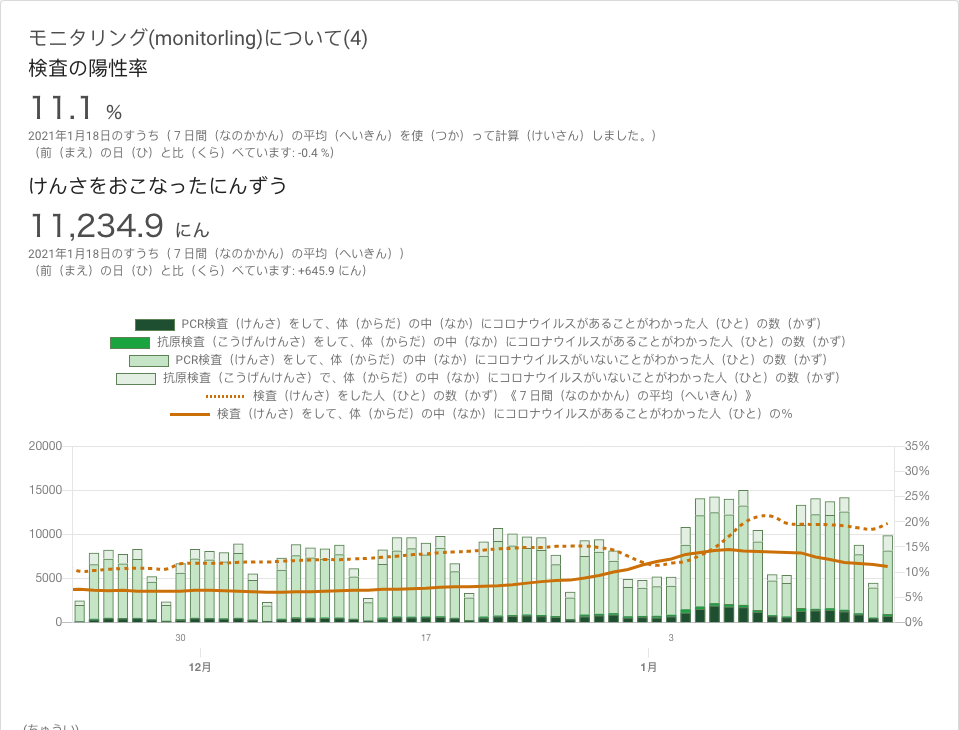 モニタリング(monitorling)について(4)
検査の陽性率
11.1 %
2021年1月18日のすうち（７日間（なのかかん）の平均（へいきん）を使（つか）って計算（けいさん）しました。）
（前（まえ）の日（ひ）と比（くら）べています: -0.4 %）
けんさをおこなったにんずう
11,234.9 にん
2021年1月18日のすうち（７日間（なのかかん）の平均（へいきん））
（前（まえ）の日（ひ）と比（くら）べています: +645.9 にん）
PCR検査（けんさ）をして、体（からだ）の中（なか）にコロナウイルスがあることがわかった人（ひと）の数（かず）
抗原検査（こうげんけんさ）をして、体（からだ）の中（なか）にコロナウイルスがあることがわかった人（ひと）の数（かず）
PCR検査（けんさ）をして、体（からだ）の中（なか）にコロナウイルスがいないことがわかった人（ひと）の数（かず）
抗原検査（こうげんけんさ）で、体（からだ）の中（なか）にコロナウイルスがいないことがわかった人（ひと）の数（かず）
検査（けんさ）をした人（ひと）の数（かず）《７日間（なのかかん）の平均（へいきん）》
検査（けんさ）をして、体（からだ）の中（なか）にコロナウイルスがあることがわかった人（ひと）の％
20000 35%
30%
15000 25%
20%
10000
15%
10%
5000
5%
0 0%
30 17 3
12月 1月
(ちゅうい)